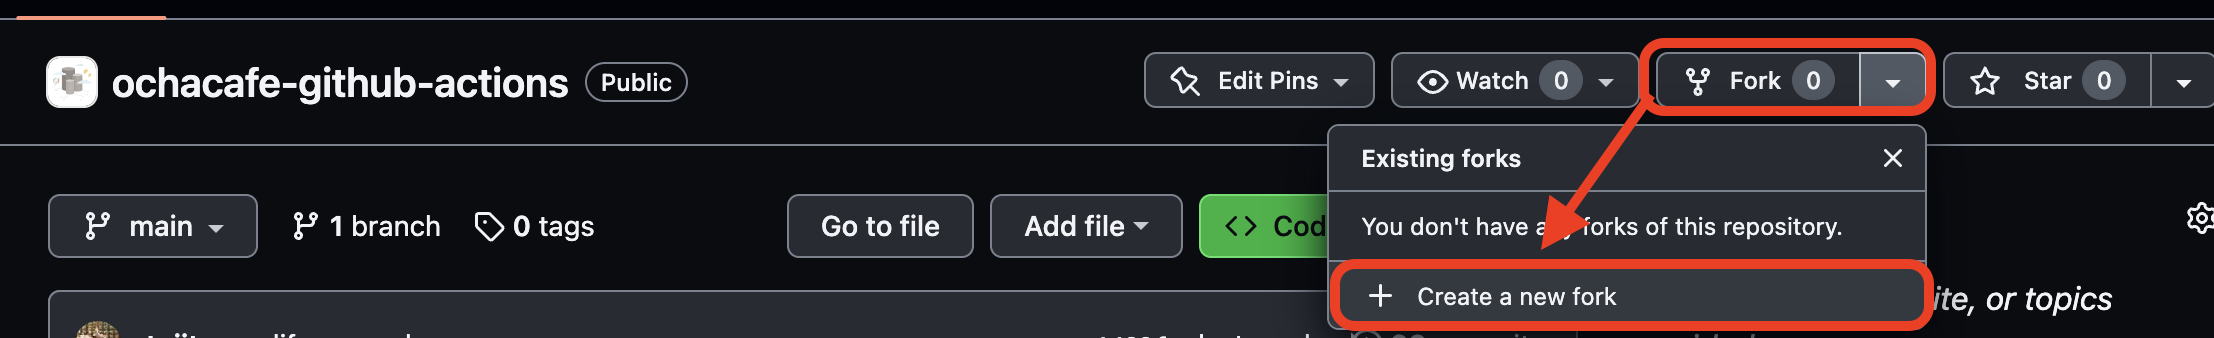 ochacafe-github-actions Public Edit Pins Watch 0 Fork 0 Star 0
Existing forks
main 1 branch 0 tags Go to file Add file Cod
You don't have any forks of this repository.
Create a new fork
ite, or topics